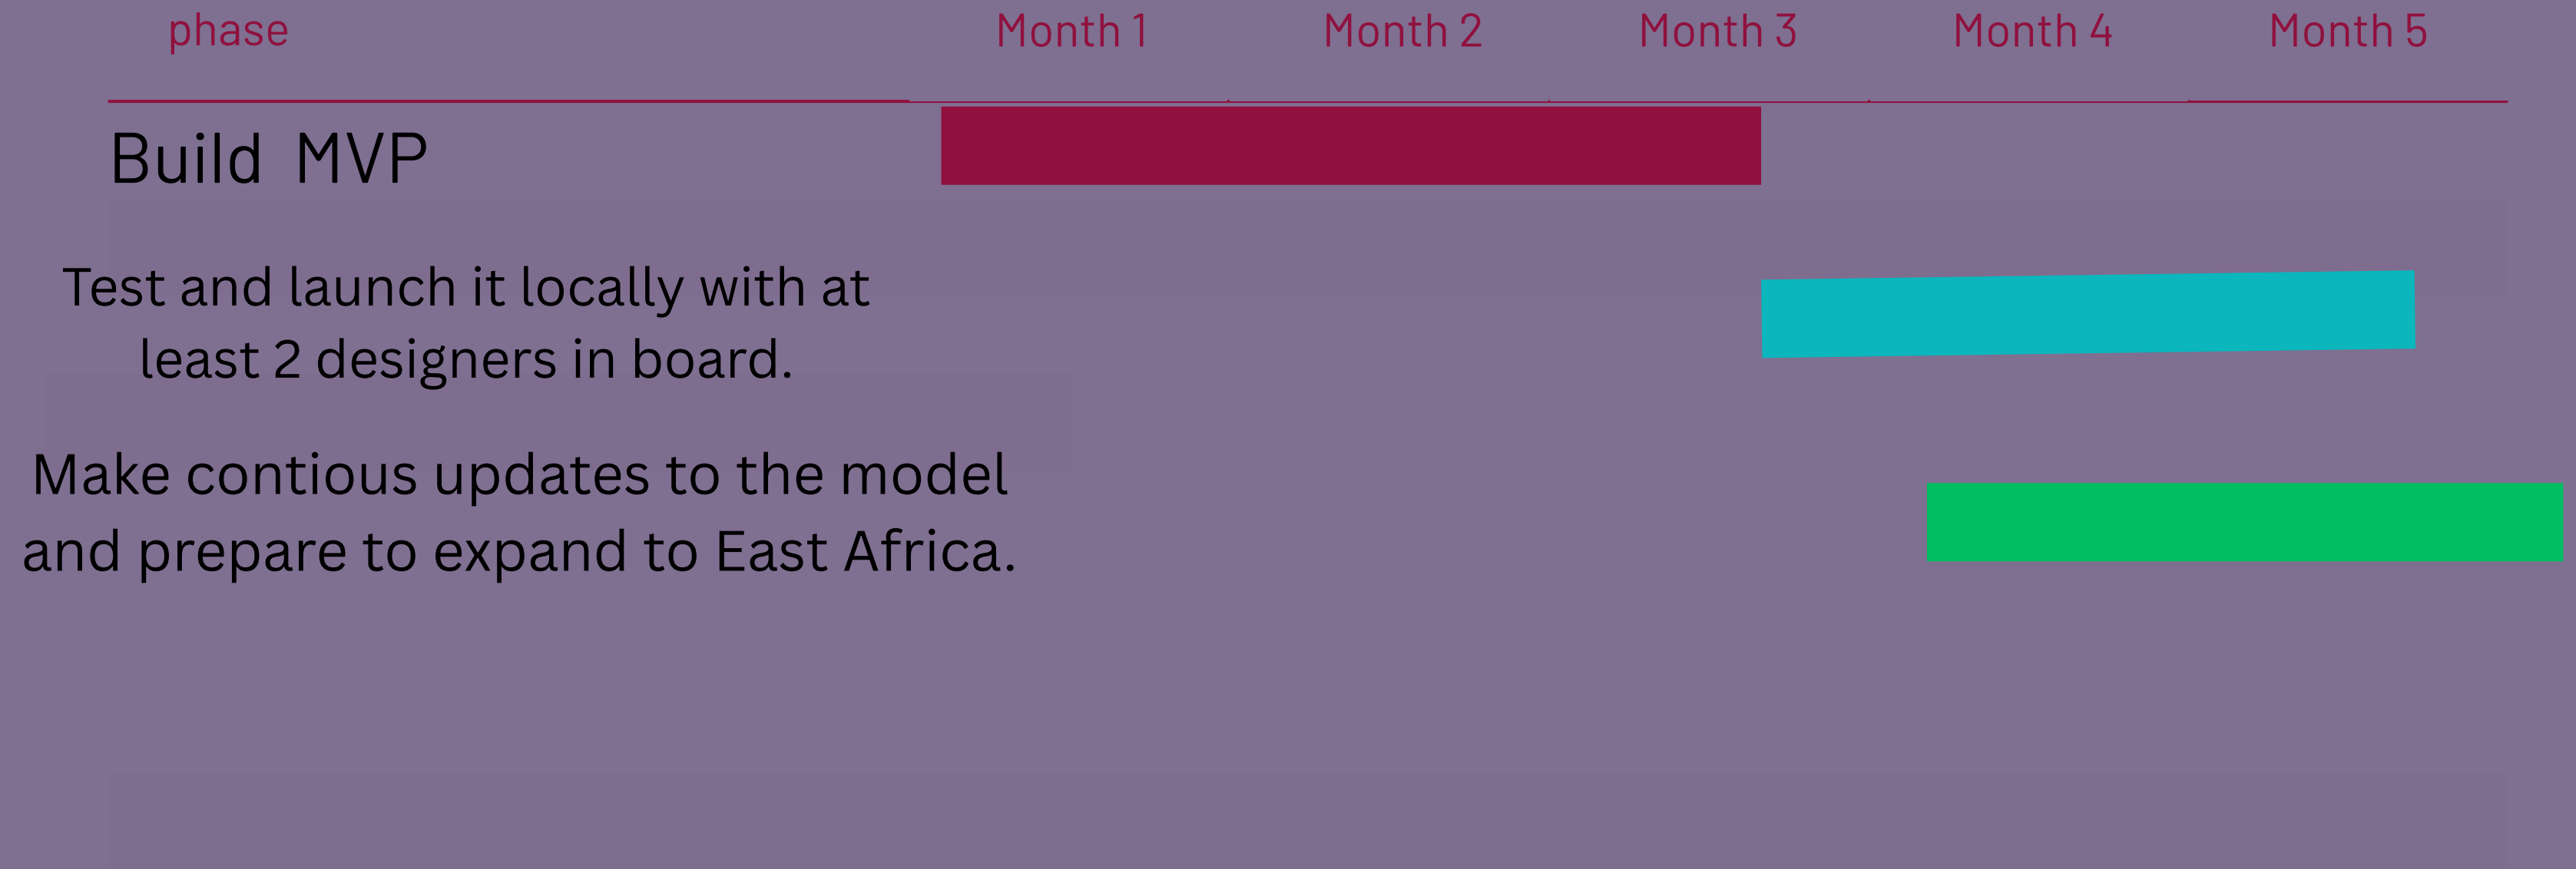 phase Month 1 Month 2 Month 3 Month 4 Month 5
Build MVP
Test and launch it locally with at
least 2 designers in board.
Make contious updates to the model
and prepare to expand to East Africa.